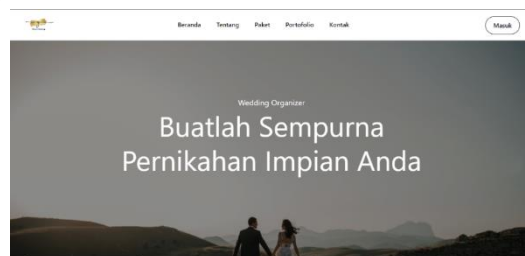 Beranda Tentang Paket Portofolio Kontak Masuk
Wedding Organizer
Buatlah Sempurna
Pernikahan Impian Anda